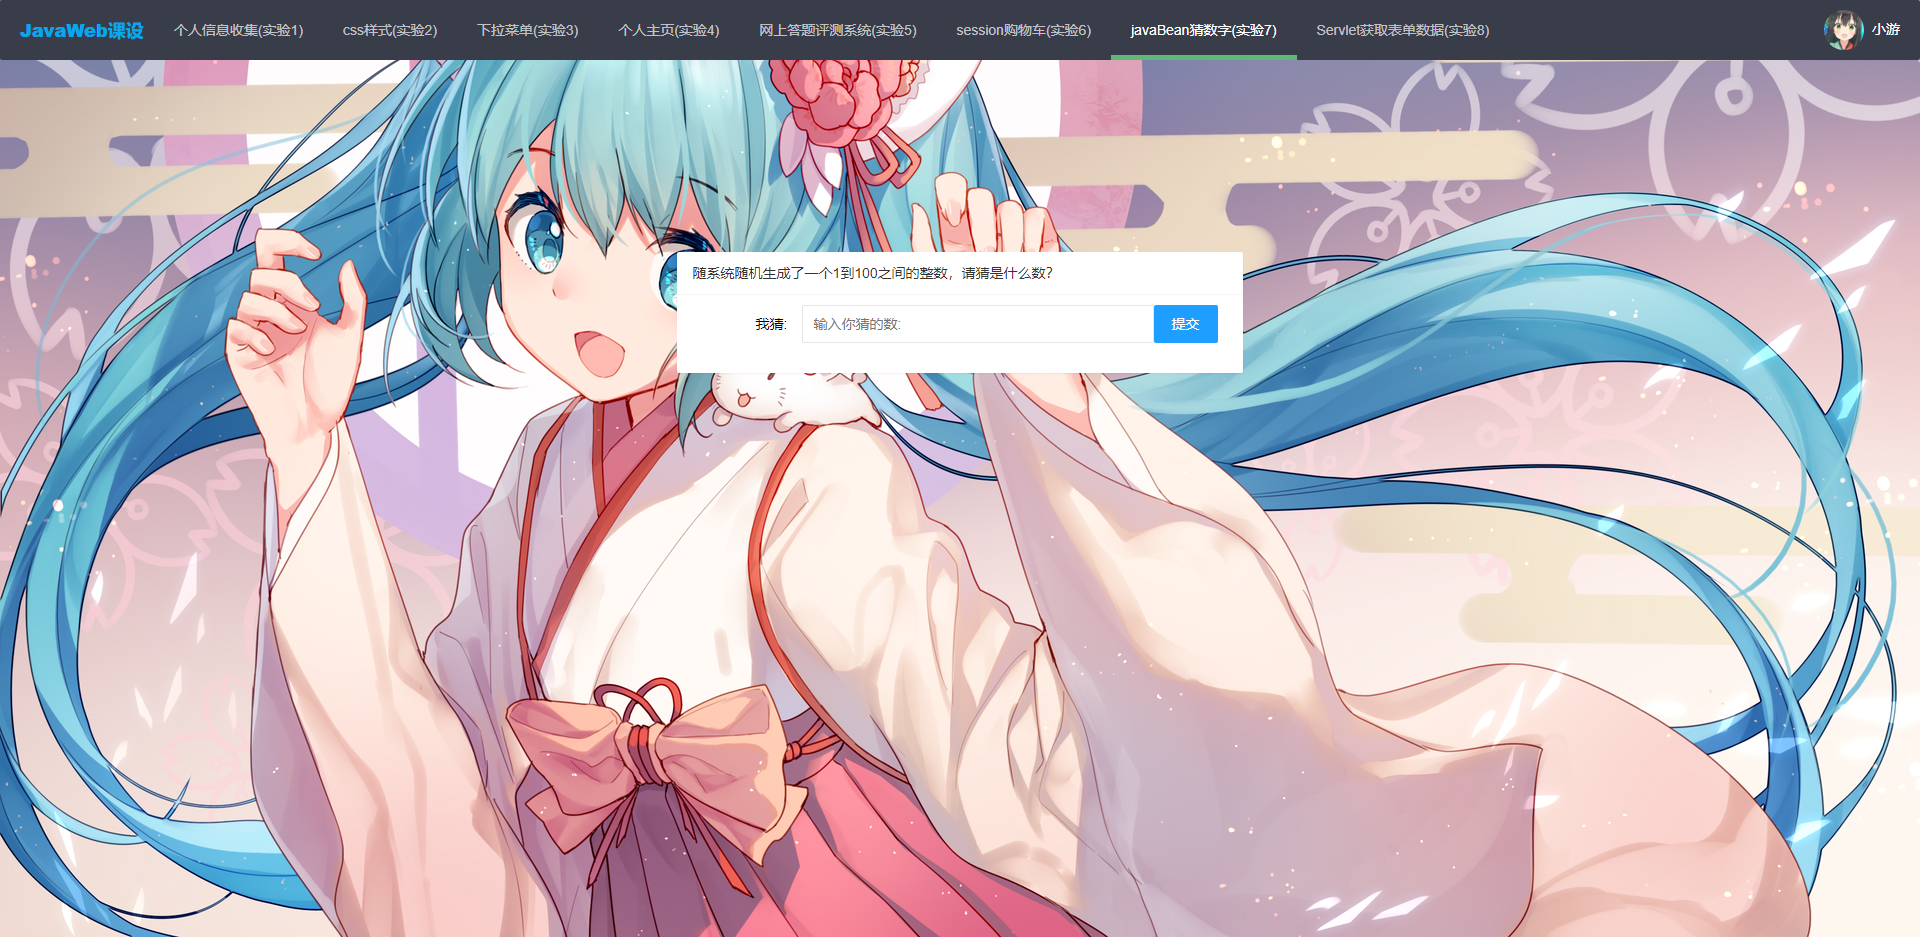 JavaWeb课设 个人信息收集(实验1) css样式(实验2) 下拉菜单(实验3) 个人主页(实验4) 网上答题评测系统(实验5) session购物车(实验6) javaBean猜数字(实验7) Servlet获取表单数据(实验8) 小游
随系统随机生成了一个1到100之间的整数，请猜是什么数?
我猜: 输入你猜的数: 提交